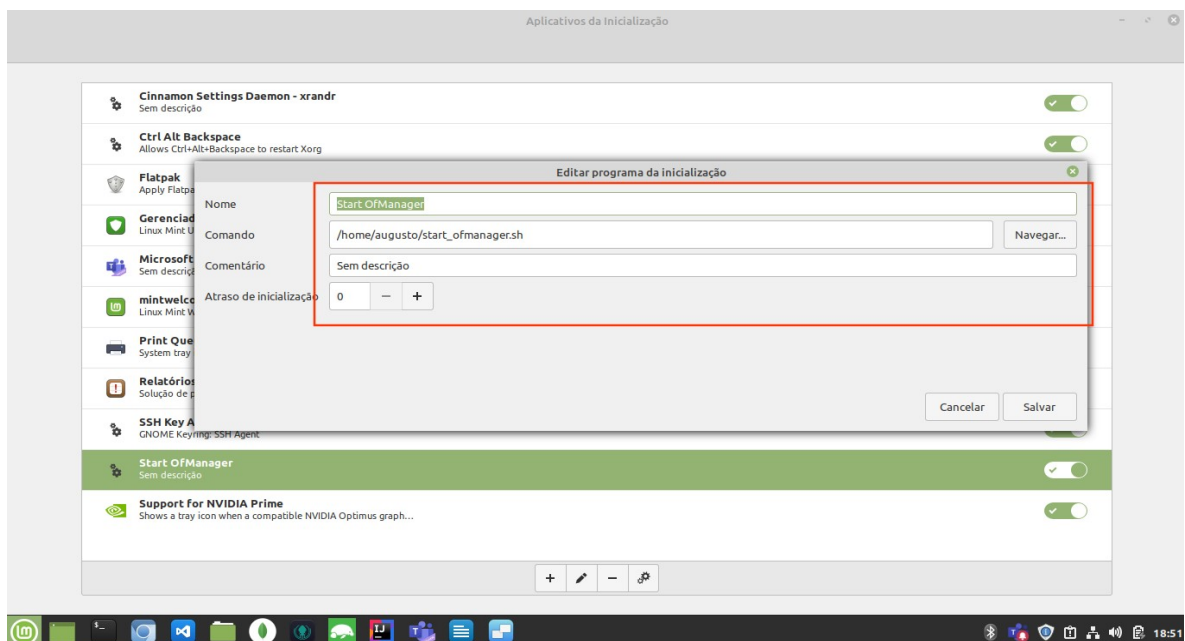 Aplicativos da Inicialização
Cinnamon Settings Daemon - xrandr
Sem descrição
Ctrl Alt Backspace
Allows Ctrl+Alt+Backspace to restart Xorg
Flatpak
Apply Flatpa
Gerenciad
Linux Mint U
Microsoft
Sem descriç
mintwelco
Linux Mint W
Print Que
System tray
Relatórios
Solução de p
SSH Key A
GNOME Keyring: SSH Agent
Start OfManager
Sem descrição
Support for NVIDIA Prime
Shows a tray icon when a compatible NVIDIA Optimus graph...
Editar programa da inicialização
Nome
Start OfManager
Comando
/home/augusto/start_ofmanager.sh
Navegar...
Comentário
Sem descrição
Atraso de inicialização
0
Cancelar
Salvar
18:51